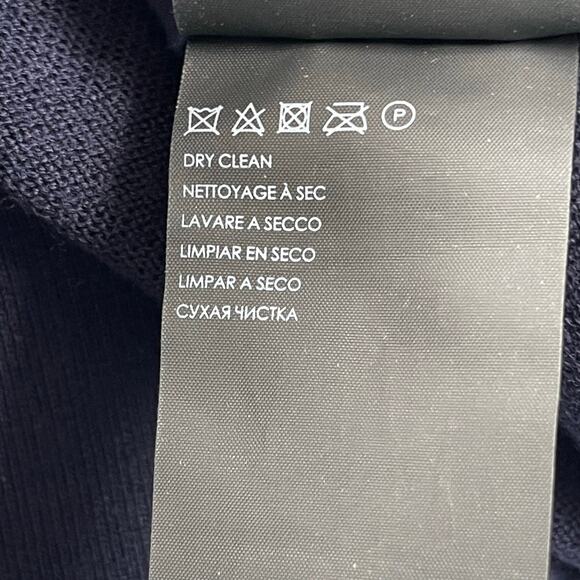 P
DRY CLEAN
NETTOYAGE À SEC
LAVARE A SECCO
LIMPIAR EN SECO
LIMPAR A SECO
СУХАЯ ЧИСТКА